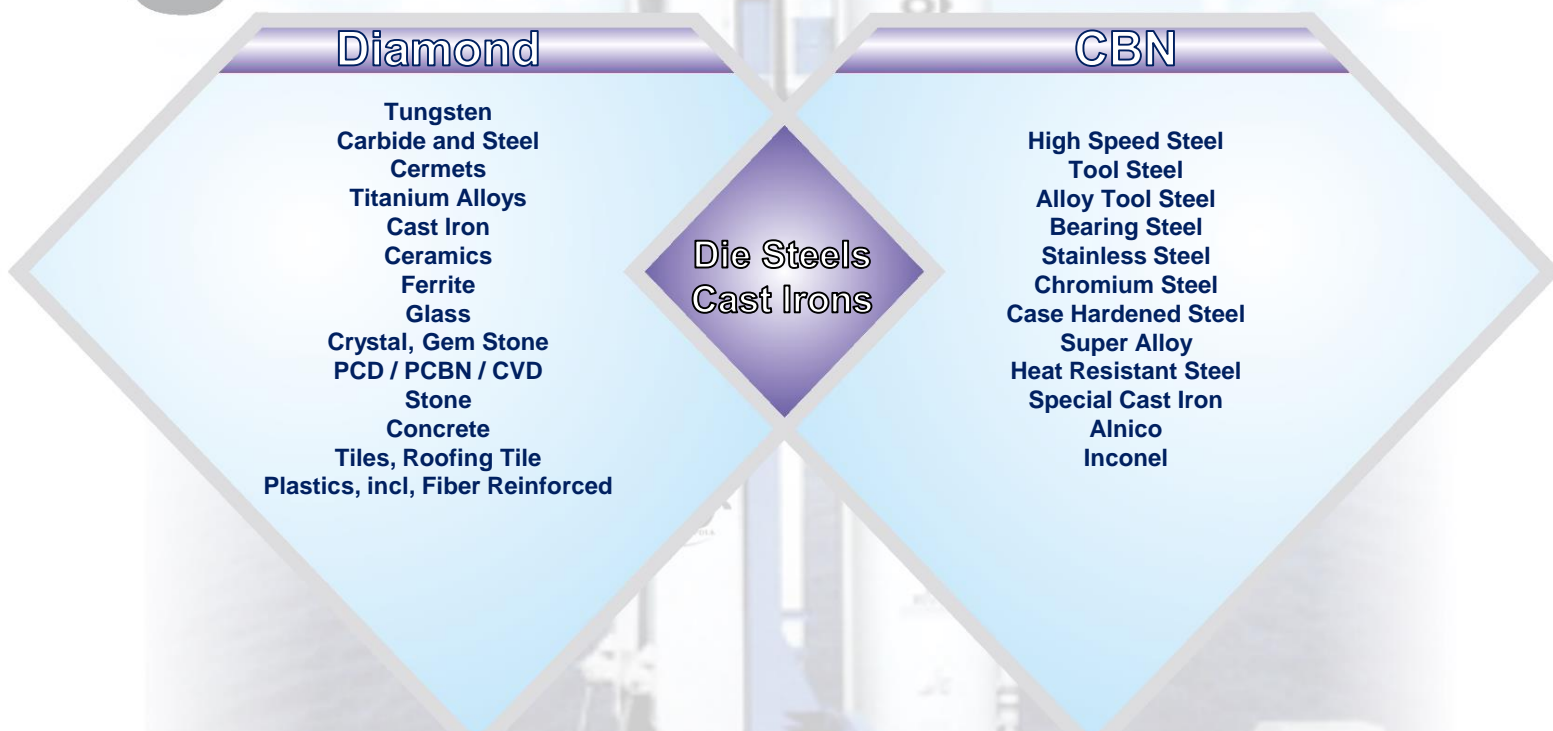 Diamond
Tungsten
Carbide and Steel
Cermets
Titanium Alloys
Cast Iron
Ceramics
Ferrite
Glass
Crystal, Gem Stone
PCD / PCBN / CVD
Stone
Concrete
Tiles, Roofing Tile
Plastics, incl, Fiber Reinforced
Die Steels
Cast Irons
CBN
High Speed Steel
Tool Steel
Alloy Tool Steel
Bearing Steel
Stainless Steel
Chromium Steel
Case Hardened Steel
Super Alloy
Heat Resistant Steel
Special Cast Iron
Alnico
Inconel